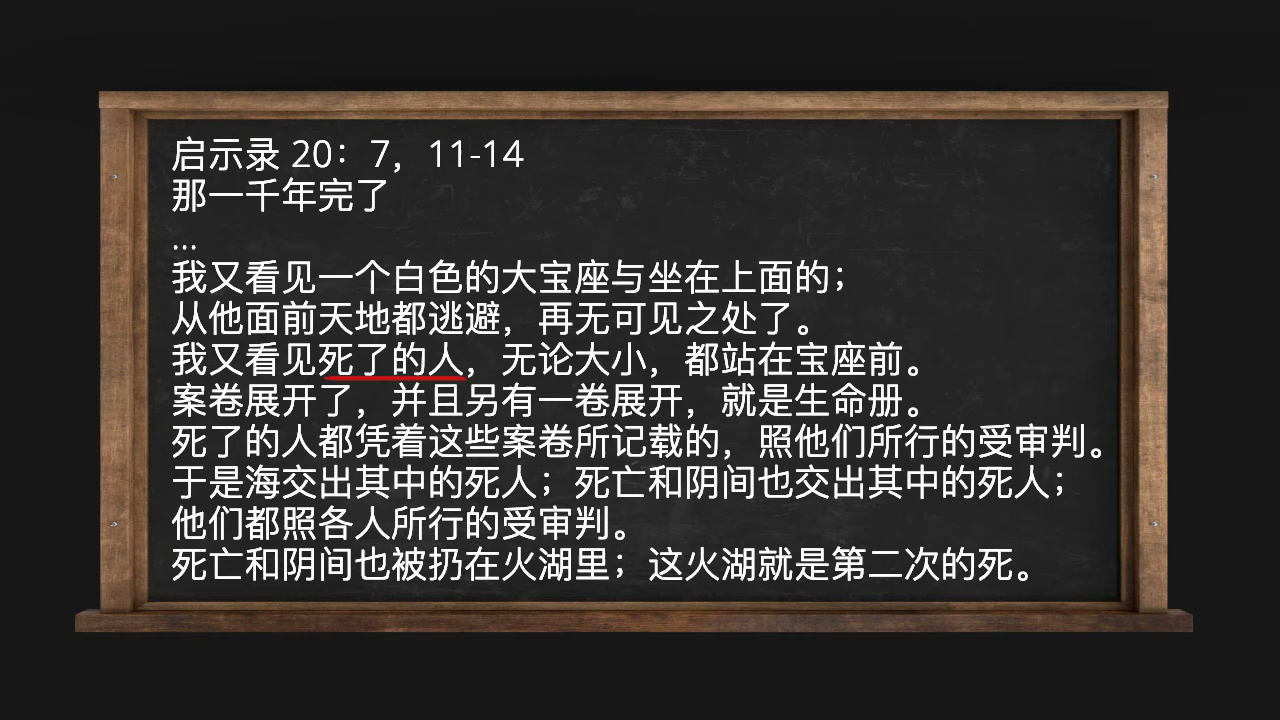 启示录 20：7，11-14
那一千年完了
...
我又看见一个白色的大宝座与坐在上面的；
从他面前天地都逃避，再无可见之处了。
我又看见死了的人，无论大小，都站在宝座前。
案卷展开了，并且另有一卷展开，就是生命册。
死了的人都凭着这些案卷所记载的，照他们所行的受审判。
于是海交出其中的死人；死亡和阴间也交出其中的死人；
他们都照各人所行的受审判。
死亡和阴间也被扔在火湖里；这火湖就是第二次的死。